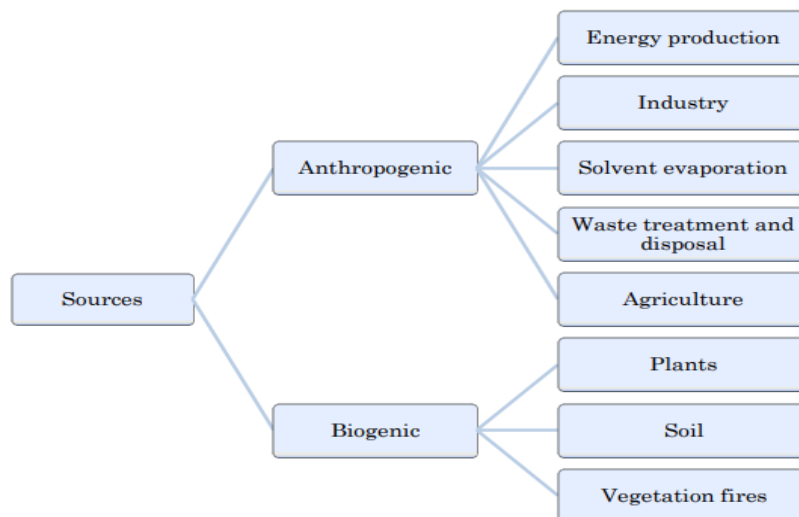 Energy production
Industry
Anthropogenic
Solvent evaporation
Waste treatment and
disposal
Sources
Agriculture
Plants
Biogenic
Soil
Vegetation fires